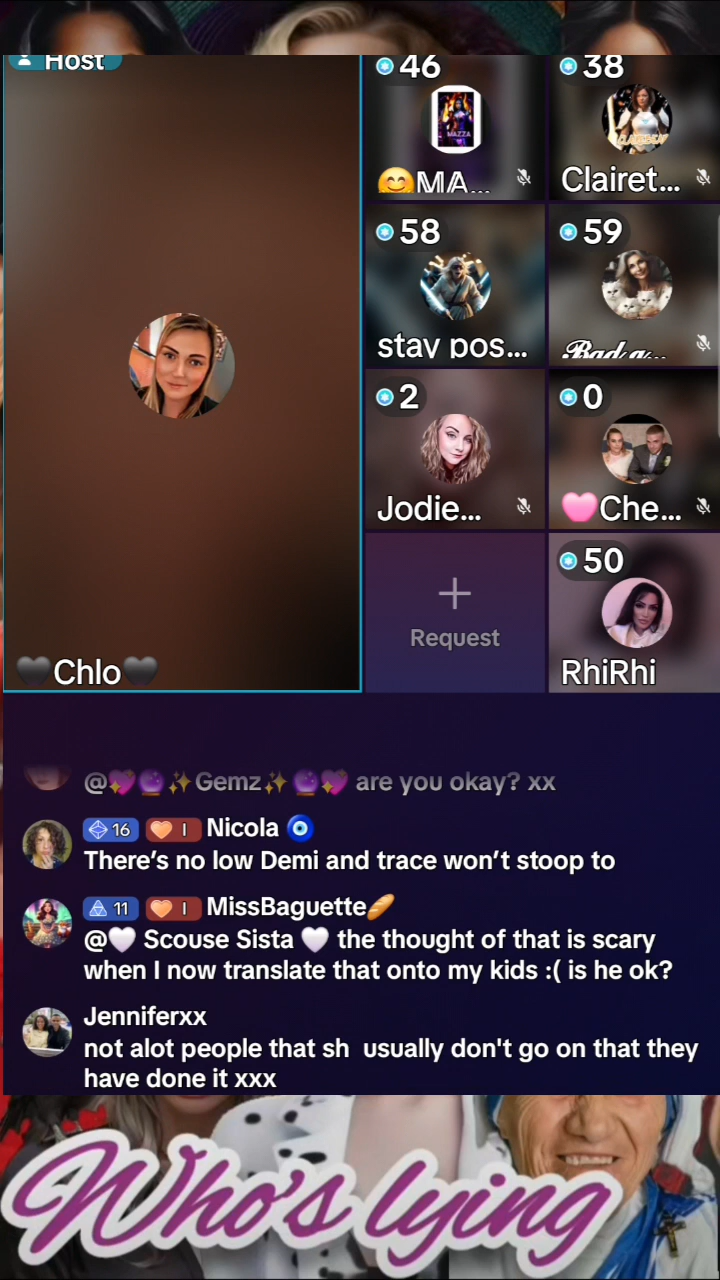 Host
46
38
😊MA...
Clairet...
58
59
stay pos...
Bad a...
2
0
Jodie...
🩷Che...
50
Request
RhiRhi
🖤Chlo🖤
@💖🔮✨Gemz✨🔮💖 are you okay? xx
16 I Nicola 🧿
There's no low Demi and trace won't stoop to
11 I MissBaguette🥖
@🤍 Scouse Sista 🤍 the thought of that is scary
when I now translate that onto my kids :( is he ok?
Jenniferxx
not alot people that sh  usually don't go on that they
have done it xxx
Who's lying